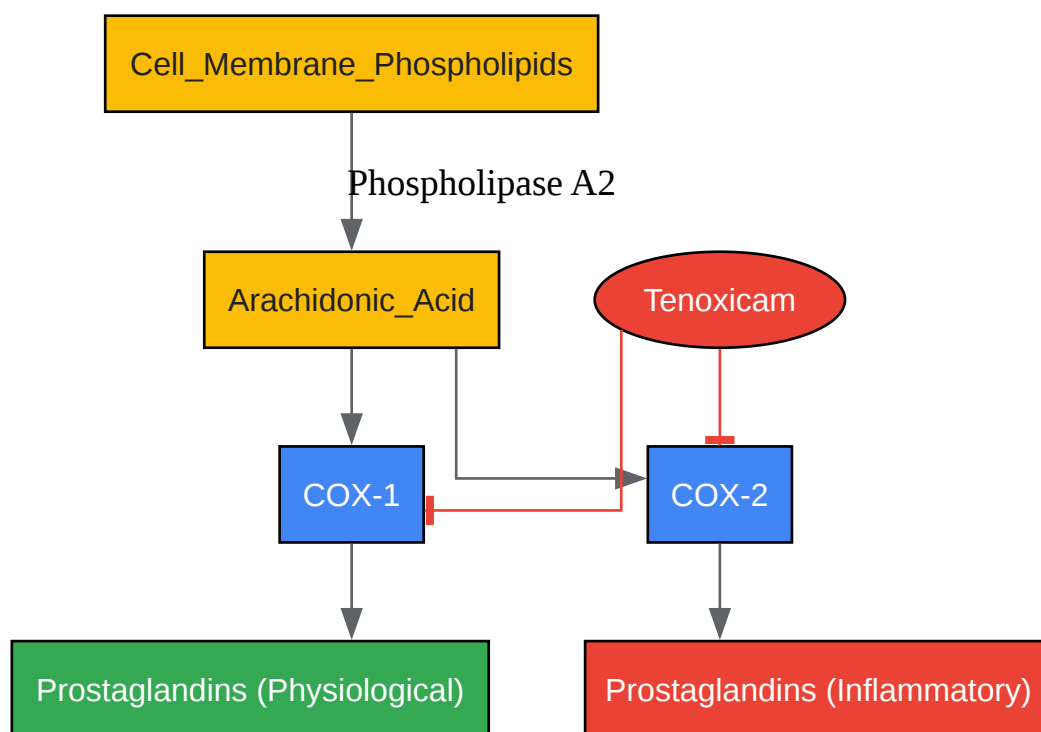 Cell_Membrane_Phospholipids
Phospholipase A2
Arachidonic_Acid
Tenoxicam
COX-1
COX-2
Prostaglandins (Physiological)
Prostaglandins (Inflammatory)